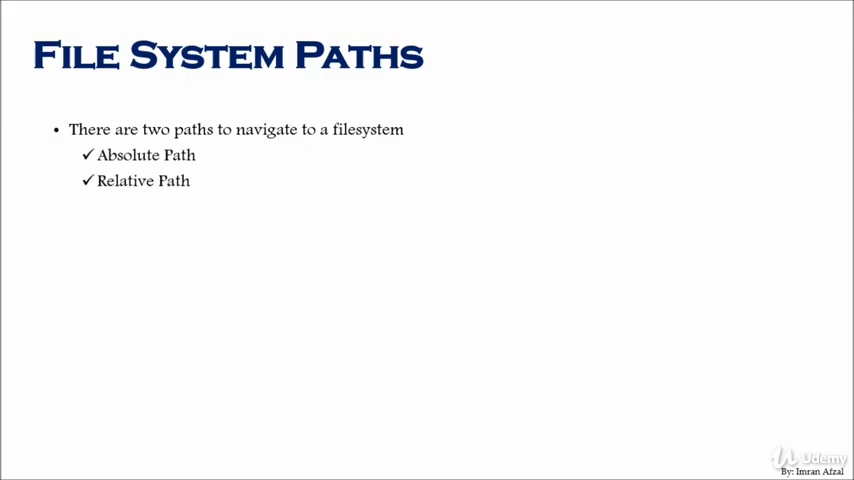 FILE SYSTEM PATHS
• There are two paths to navigate to a filesystem
✓ Absolute Path
✓ Relative Path
Udemy
By: Imran Afzal